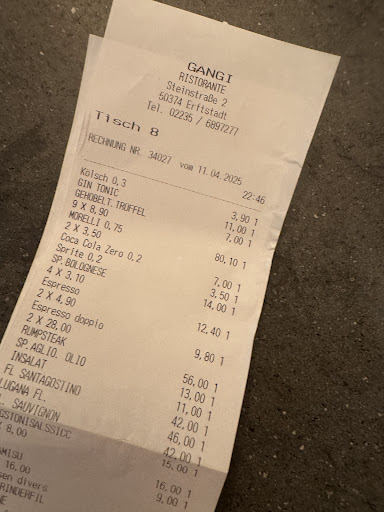 GANGI
RISTORANTE
Steinstraße 2
50374 Erftstadt
Tel. 02235 / 6897277
Tisch 8
RECHNUNG NR. 34027 vom 11.04.2025
22:46
Kölsch 0,3 3,90 1
GIN TONIC 11,00 1
GEHOBELT.TRÜFFEL 7,00 1
9 X 8,90
MORELLI 0,75 80,10 1
2 X 3,50
Coca Cola Zero 0,2 7,00 1
Sprite 0,2 3,50 1
SP.BOLOGNESE 14,00 1
4 X 3,10
Espresso 12,40 1
2 X 4,90
Espresso doppio 9,80 1
2 X 28,00
RUMPSTEAK 56,00 1
SP.AGLIO. OLIO 13,00 1
INSALAT 11,00 1
FL SANTAGOSTINO 42,00 1
LUGANA FL. 46,00 1
SAUVIGNON 42,00 1
15,00 1
X 8,00
16,00 1
16,00
divers 9,00 1
RINDERFIL